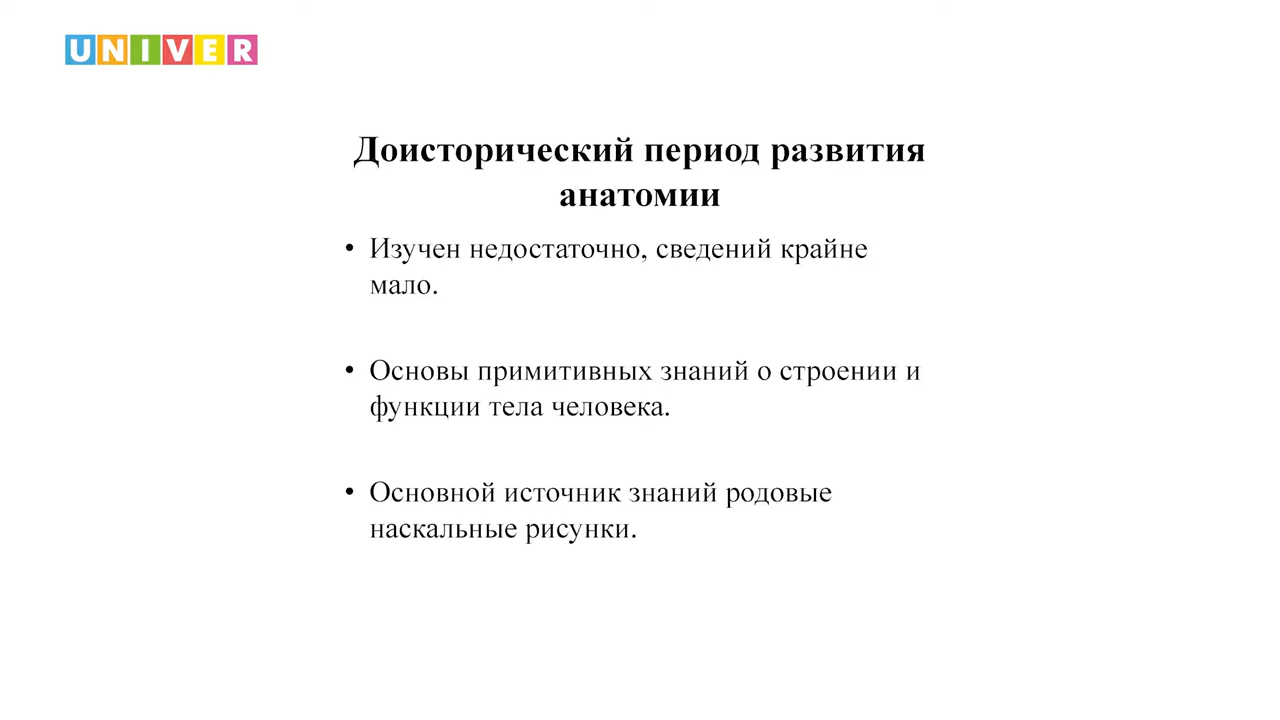 UNIVER
Доисторический период развития
анатомии
• Изучен недостаточно, сведений крайне
мало.
• Основы примитивных знаний о строении и
функции тела человека.
• Основной источник знаний родовые
наскальные рисунки.